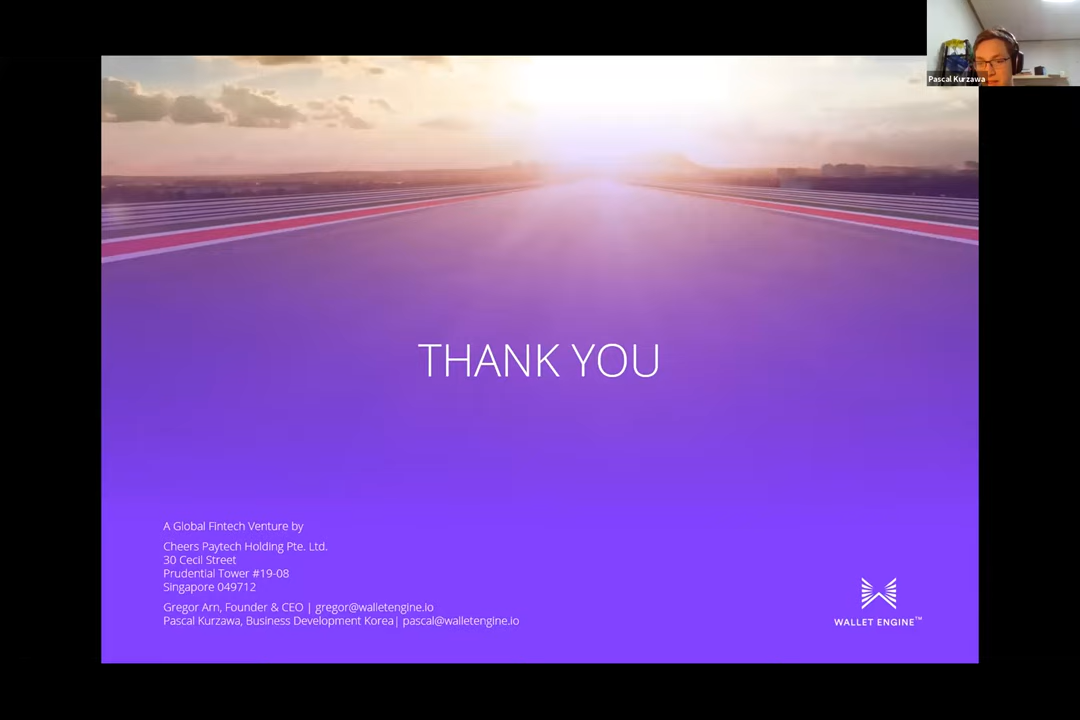 Pascal Kurzawa
THANK YOU
A Global Fintech Venture by
Cheers Paytech Holding Pte. Ltd.
30 Cecil Street
Prudential Tower #19-08
Singapore 049712
Gregor Arn, Founder & CEO | gregor@walletengine.io
Pascal Kurzawa, Business Development Korea| pascal@walletengine.io
WALLET ENGINE™